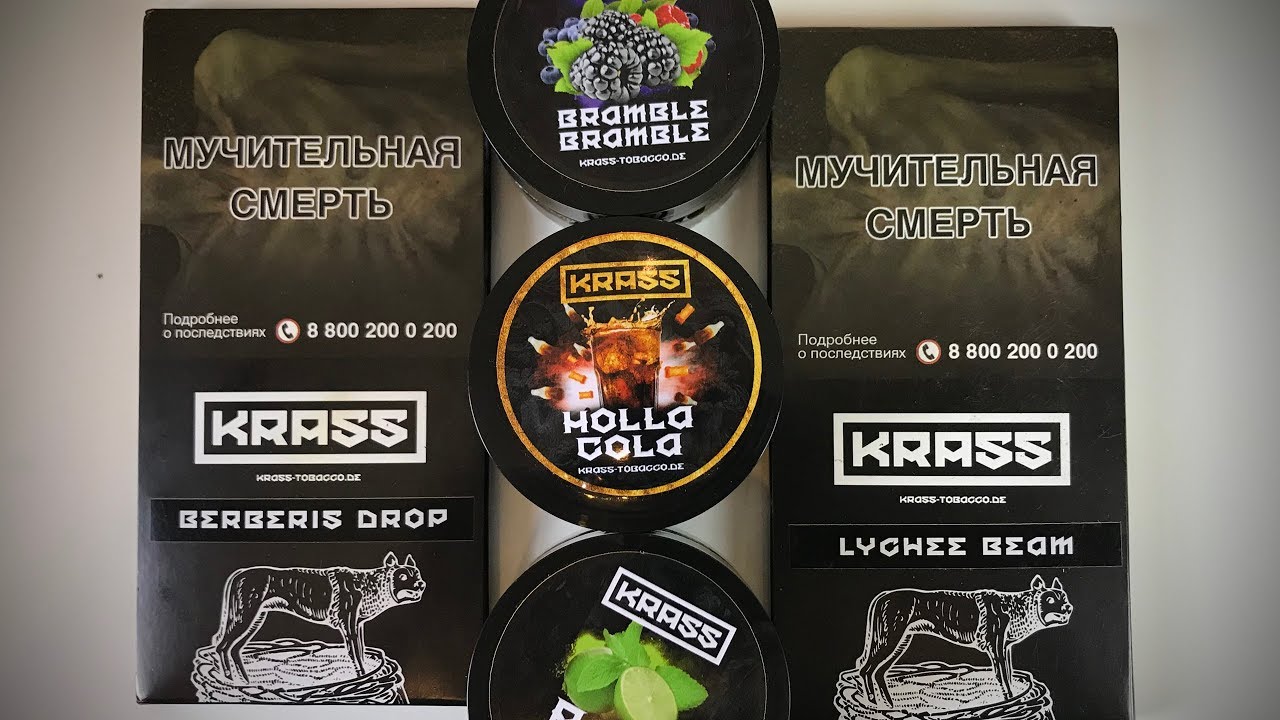 МУЧИТЕЛЬНАЯ
СМЕРТЬ
Подробнее
о последствиях 8 800 200 0 200
KRASS
KRASS-TOBACCO.DE
BERBERIS DROP
BRAMBLE
BRAMBLE
KRASS-TOBACCO.DE
KRASS
HOLLA
COLA
KRASS-TOBACCO.DE
KRASS
МУЧИТЕЛЬНАЯ
СМЕРТЬ
Подробнее
о последствиях 8 800 200 0 200
KRASS
KRASS-TOBACCO.DE
LYCHEE BEAM